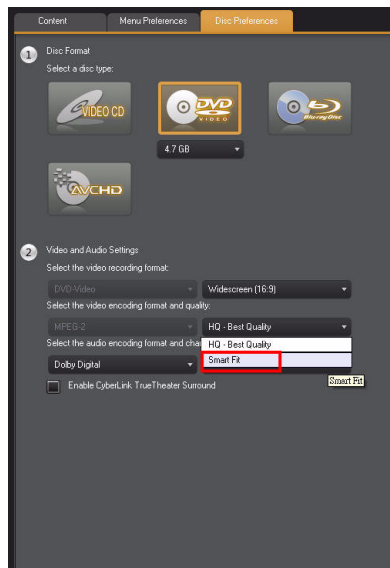 Content Menu Preferences Disc Preferences
1 Disc Format
Select a disc type:
VIDEO CD DVD VIDEO Blu-ray Disc
4.7 GB
AVCHD
2 Video and Audio Settings
Select the video recording format:
DVD-Video Widescreen (16:9)
Select the video encoding format and quality:
MPEG-2 HQ - Best Quality
Select the audio encoding format and cha HQ - Best Quality
Smart Fit
Dolby Digital
Smart Fit
Enable CyberLink TrueTheater Surround